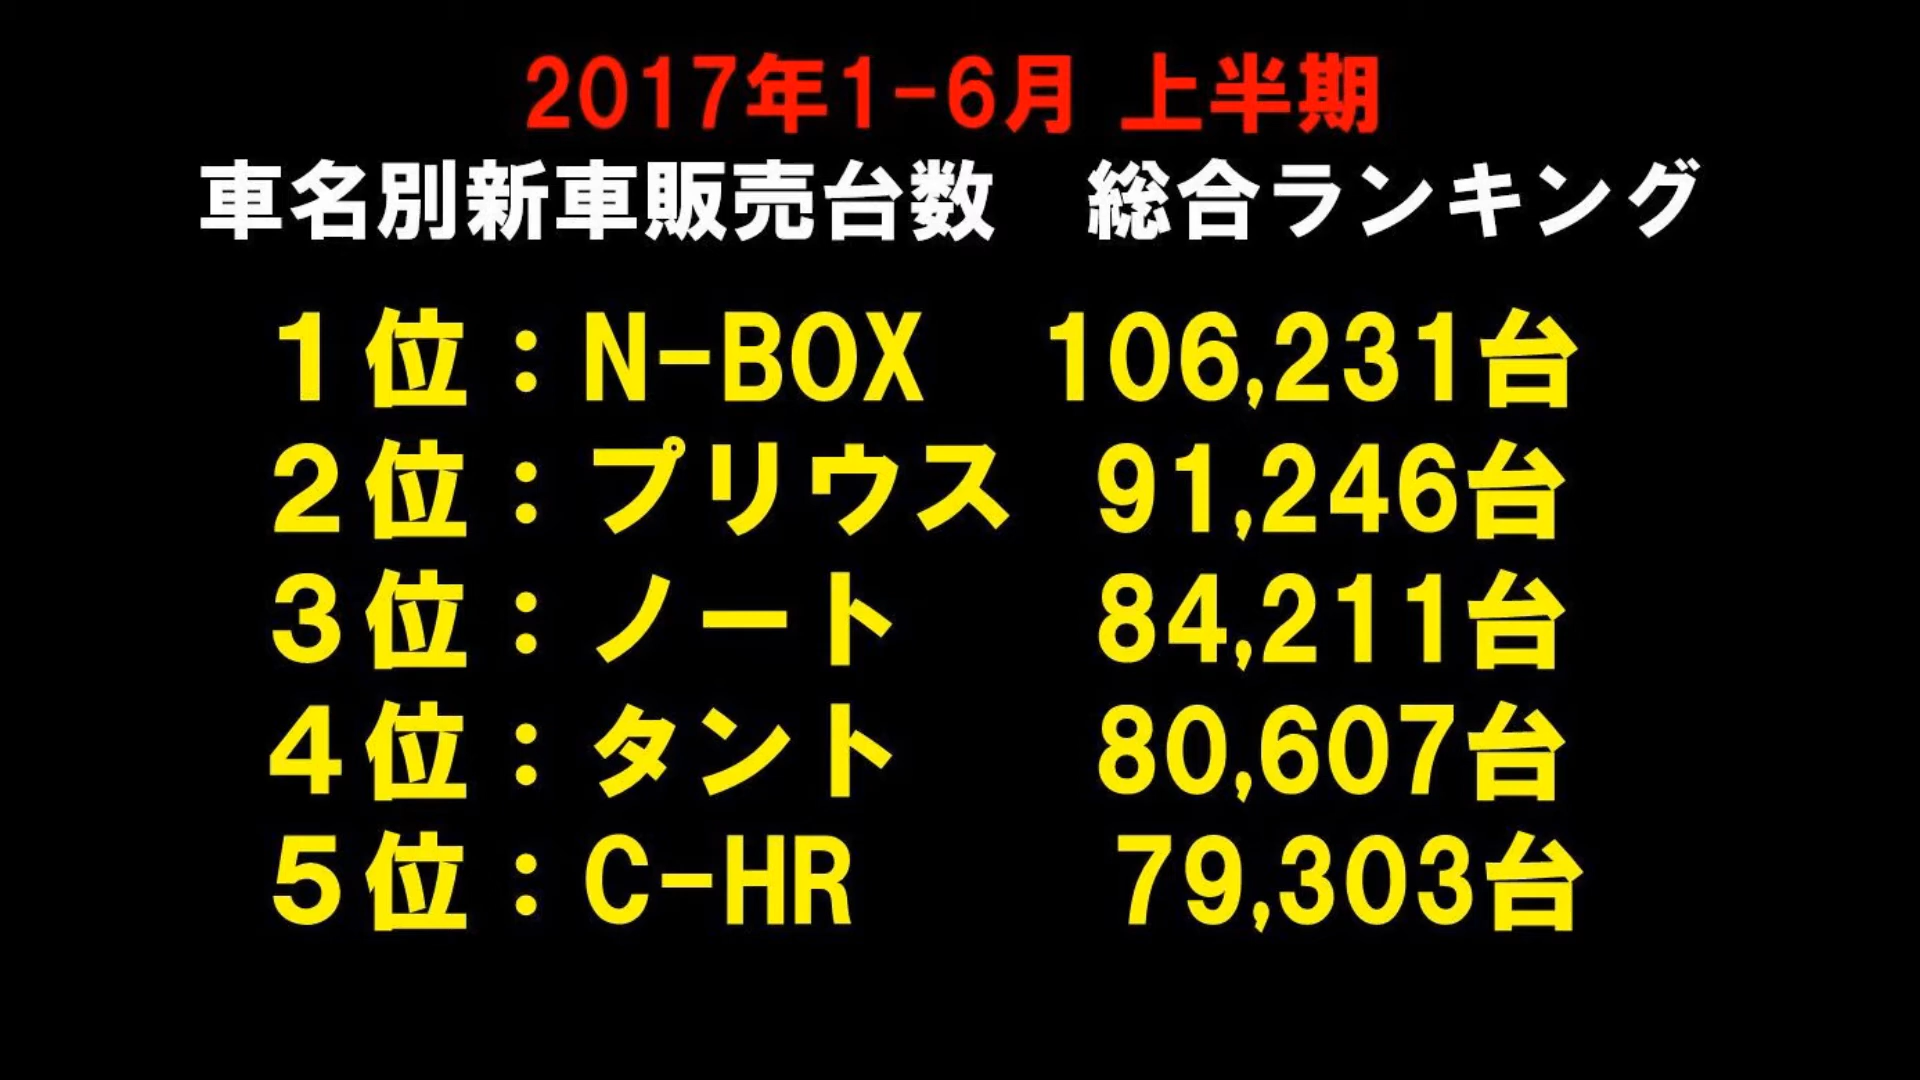 2017年1-6月 上半期
車名別新車販売台数　総合ランキング
１位：N-BOX　106,231台
２位：プリウス　91,246台
３位：ノート　84,211台
４位：タント　80,607台
５位：C-HR　79,303台